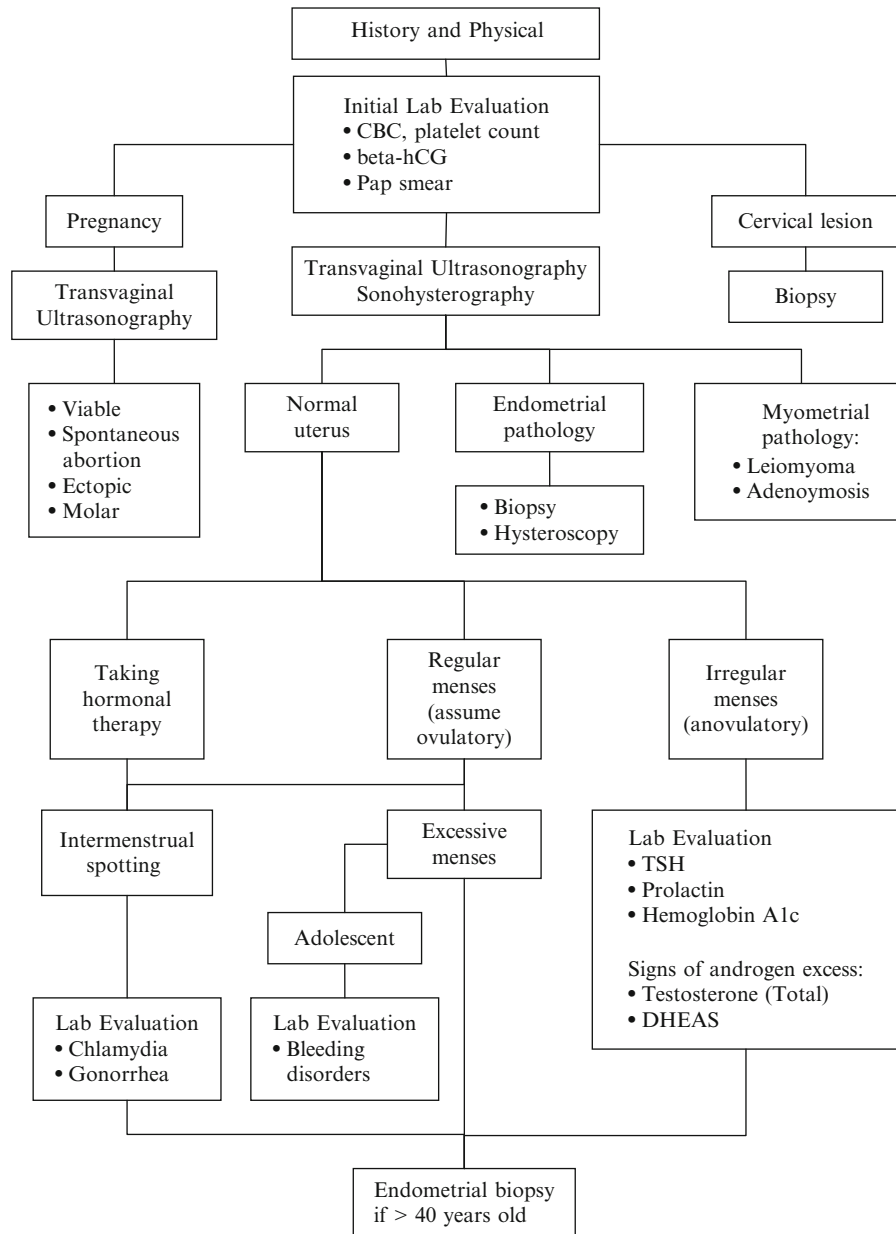 History and Physical
Initial Lab Evaluation
• CBC, platelet count
• beta-hCG
• Pap smear
Pregnancy
Cervical lesion
Transvaginal
Ultrasonography
Transvaginal Ultrasonography
Sonohysterography
Biopsy
• Viable
• Spontaneous
abortion
• Ectopic
• Molar
Normal
uterus
Endometrial
pathology
Myometrial
pathology:
• Leiomyoma
• Adenoymosis
• Biopsy
• Hysteroscopy
Taking
hormonal
therapy
Regular
menses
(assume
ovulatory)
Irregular
menses
(anovulatory)
Intermenstrual
spotting
Excessive
menses
Lab Evaluation
• TSH
• Prolactin
• Hemoglobin A1c
Signs of androgen excess:
• Testosterone (Total)
• DHEAS
Adolescent
Lab Evaluation
• Chlamydia
• Gonorrhea
Lab Evaluation
• Bleeding
disorders
Endometrial biopsy
if > 40 years old